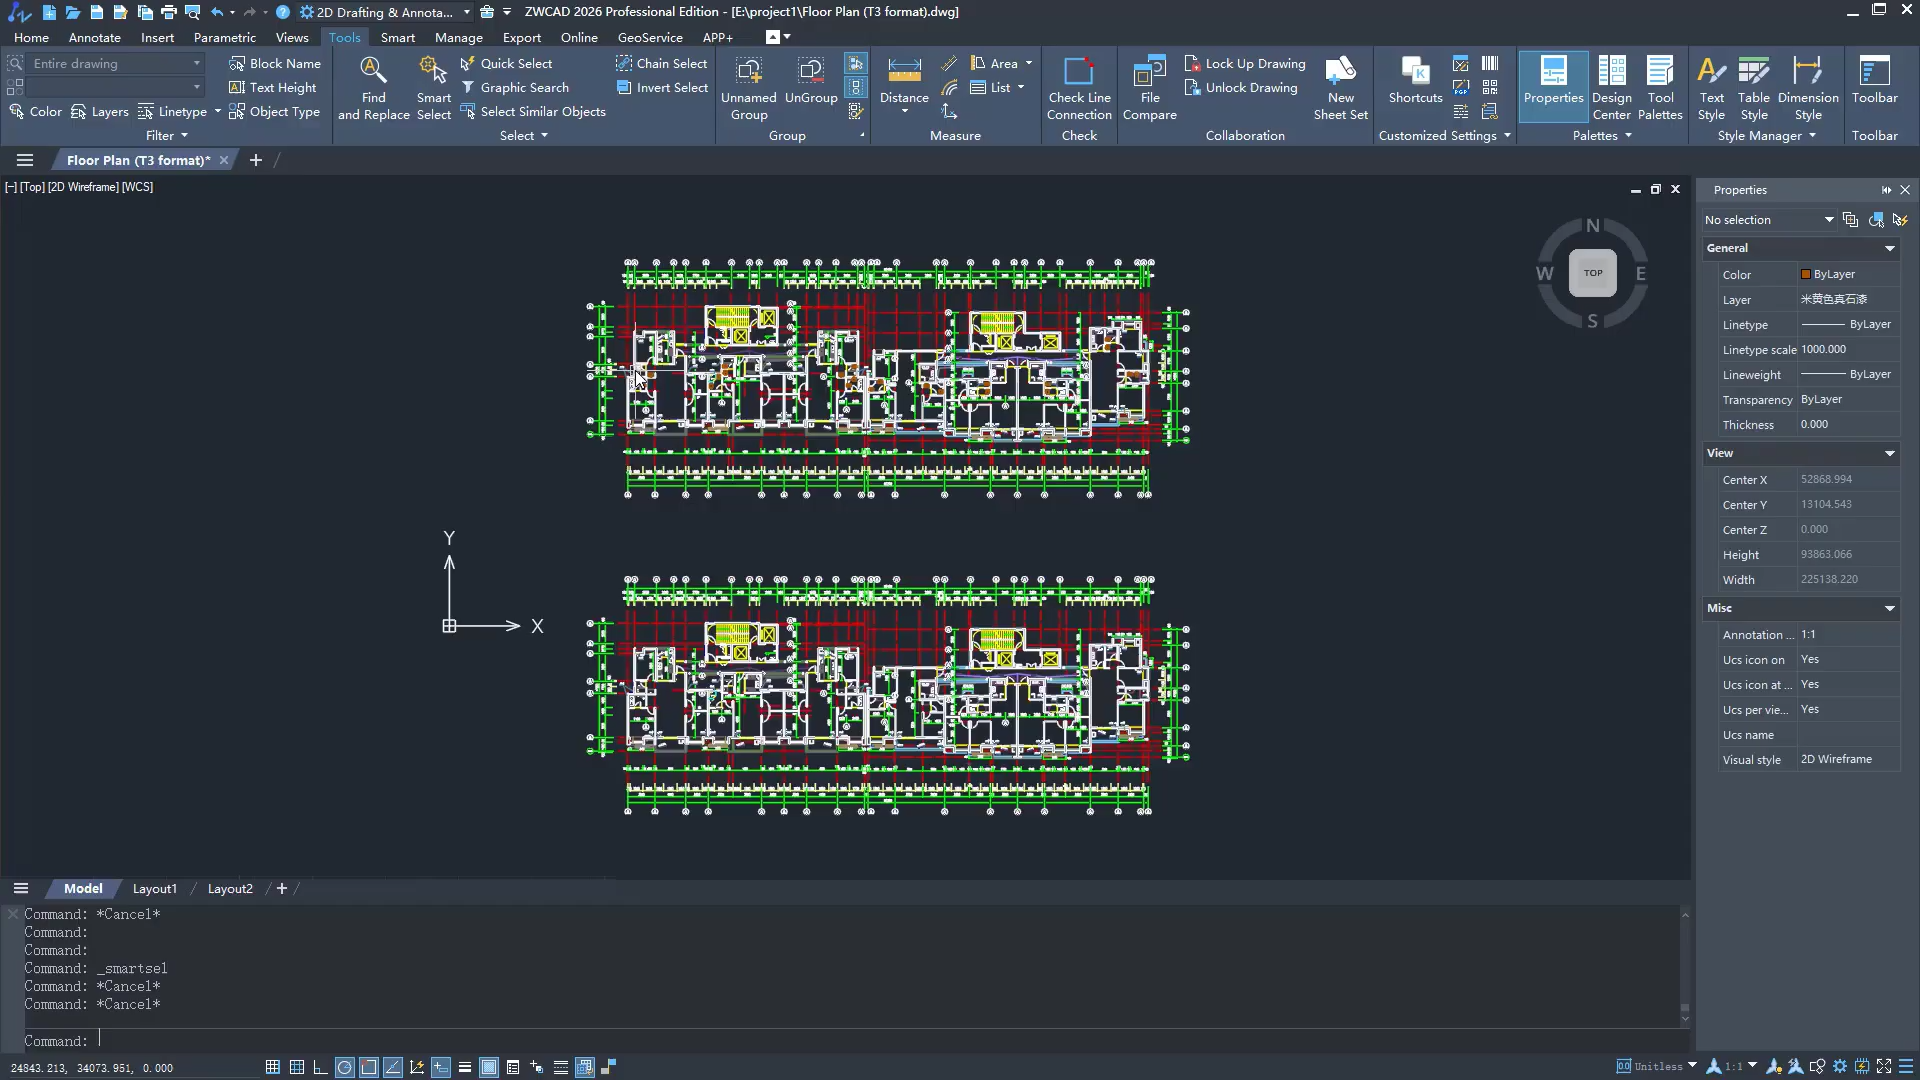 2D Drafting & Annota...
ZWCAD 2026 Professional Edition - [E:\project1\Floor Plan (T3 format).dwg]
Home Annotate Insert Parametric Views Tools Smart Manage Export Online GeoService APP+
Entire drawing
Block Name
Text Height
Color Layers Linetype Object Type
Filter
Find and Replace
Smart Select
Quick Select
Graphic Search
Select Similar Objects
Chain Select
Invert Select
Select
Unnamed Group
UnGroup
Group
Distance
Area
List
Measure
Check Line Connection
Check
File Compare
Lock Up Drawing
Unlock Drawing
New Sheet Set
Collaboration
Shortcuts
Customized Settings
Properties
Design Center
Tool Palettes
Palettes
Text Style
Table Style
Dimension Style
Style Manager
Toolbar
Toolbar
Floor Plan (T3 format)*
[−] [Top] [2D Wireframe] [WCS]
N
W TOP E
S
Y
X
Properties
No selection
General
Color ByLayer
Layer 米黄色真石漆
Linetype ByLayer
Linetype scale 1000.000
Lineweight ByLayer
Transparency ByLayer
Thickness 0.000
View
Center X 52868.994
Center Y 13104.543
Center Z 0.000
Height 93863.066
Width 225138.220
Misc
Annotation ... 1:1
Ucs icon on Yes
Ucs icon at ... Yes
Ucs per vie... Yes
Ucs name
Visual style 2D Wireframe
Model Layout1 Layout2
Command: *Cancel*
Command:
Command:
Command: _smartsel
Command: *Cancel*
Command: *Cancel*
Command:
24843.213, 34073.951, 0.000
Unitless 1:1